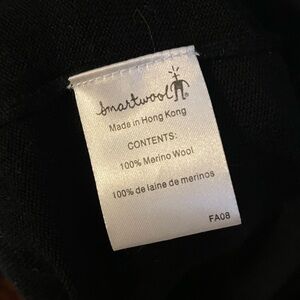 Smartwool
Made in Hong Kong
CONTENTS:
100% Merino Wool
100% de laine de merinos
FA08